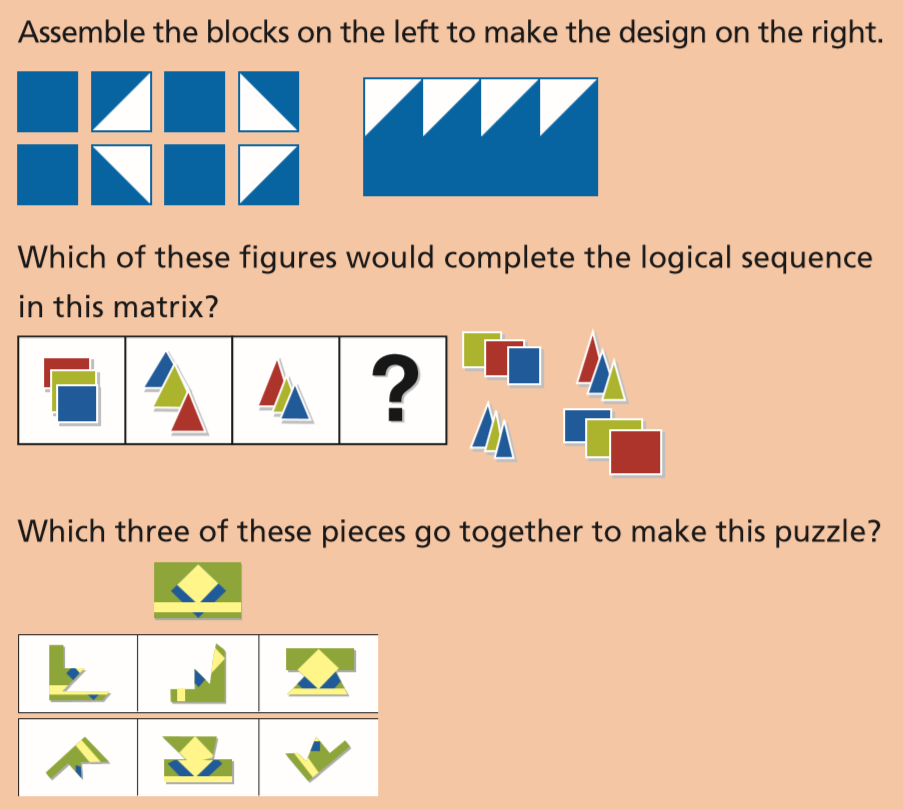 Assemble the blocks on the left to make the design on the right.
Which of these figures would complete the logical sequence
in this matrix?
?
Which three of these pieces go together to make this puzzle?